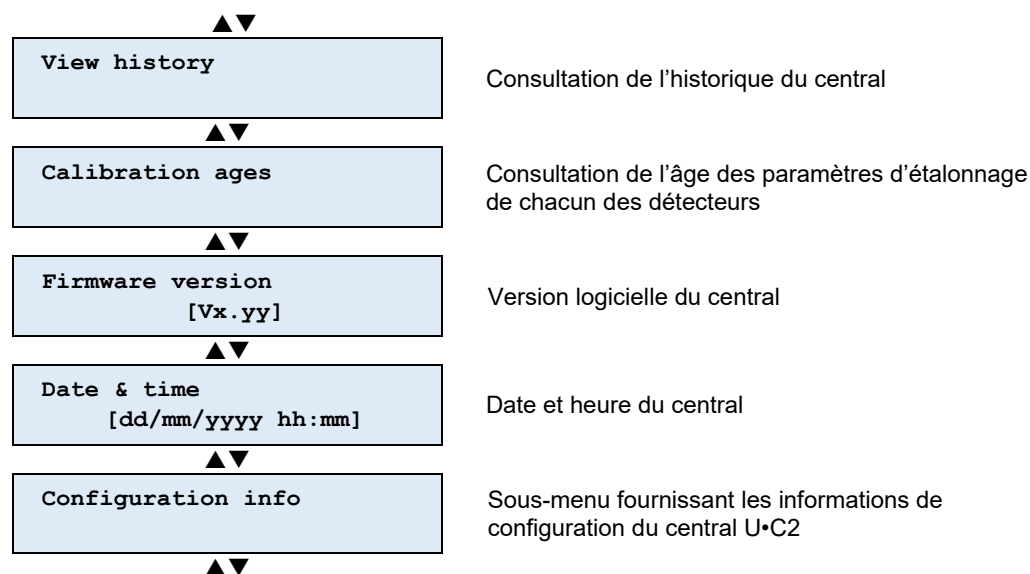 ▲▼
View history
Consultation de l’historique du central
▲▼
Calibration ages
Consultation de l’âge des paramètres d’étalonnage
de chacun des détecteurs
▲▼
Firmware version
[Vx.yy]
Version logicielle du central
▲▼
Date & time
[dd/mm/yyyy hh:mm]
Date et heure du central
▲▼
Configuration info
Sous-menu fournissant les informations de
configuration du central U•C2
▲▼